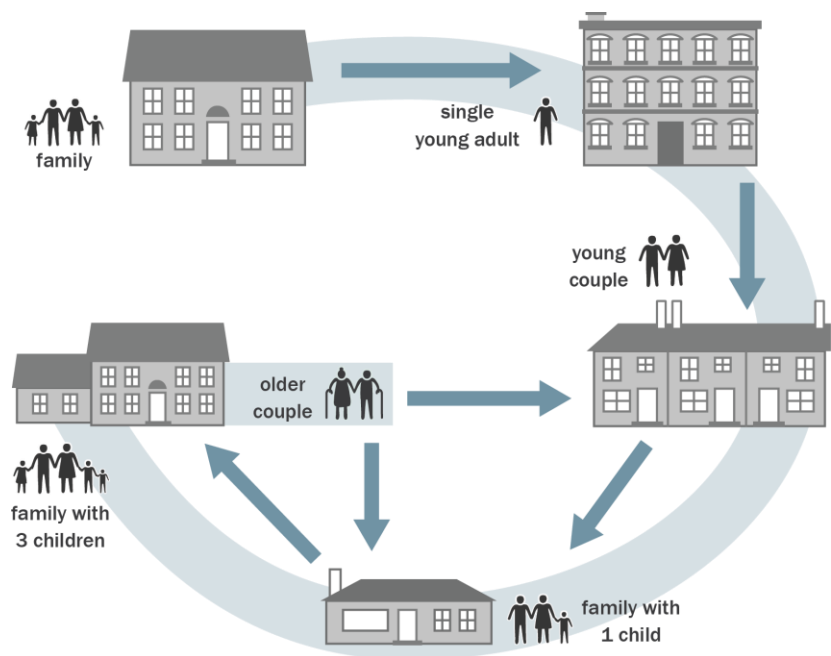 family
single
young adult
young
couple
older
couple
family with
3 children
family with
1 child